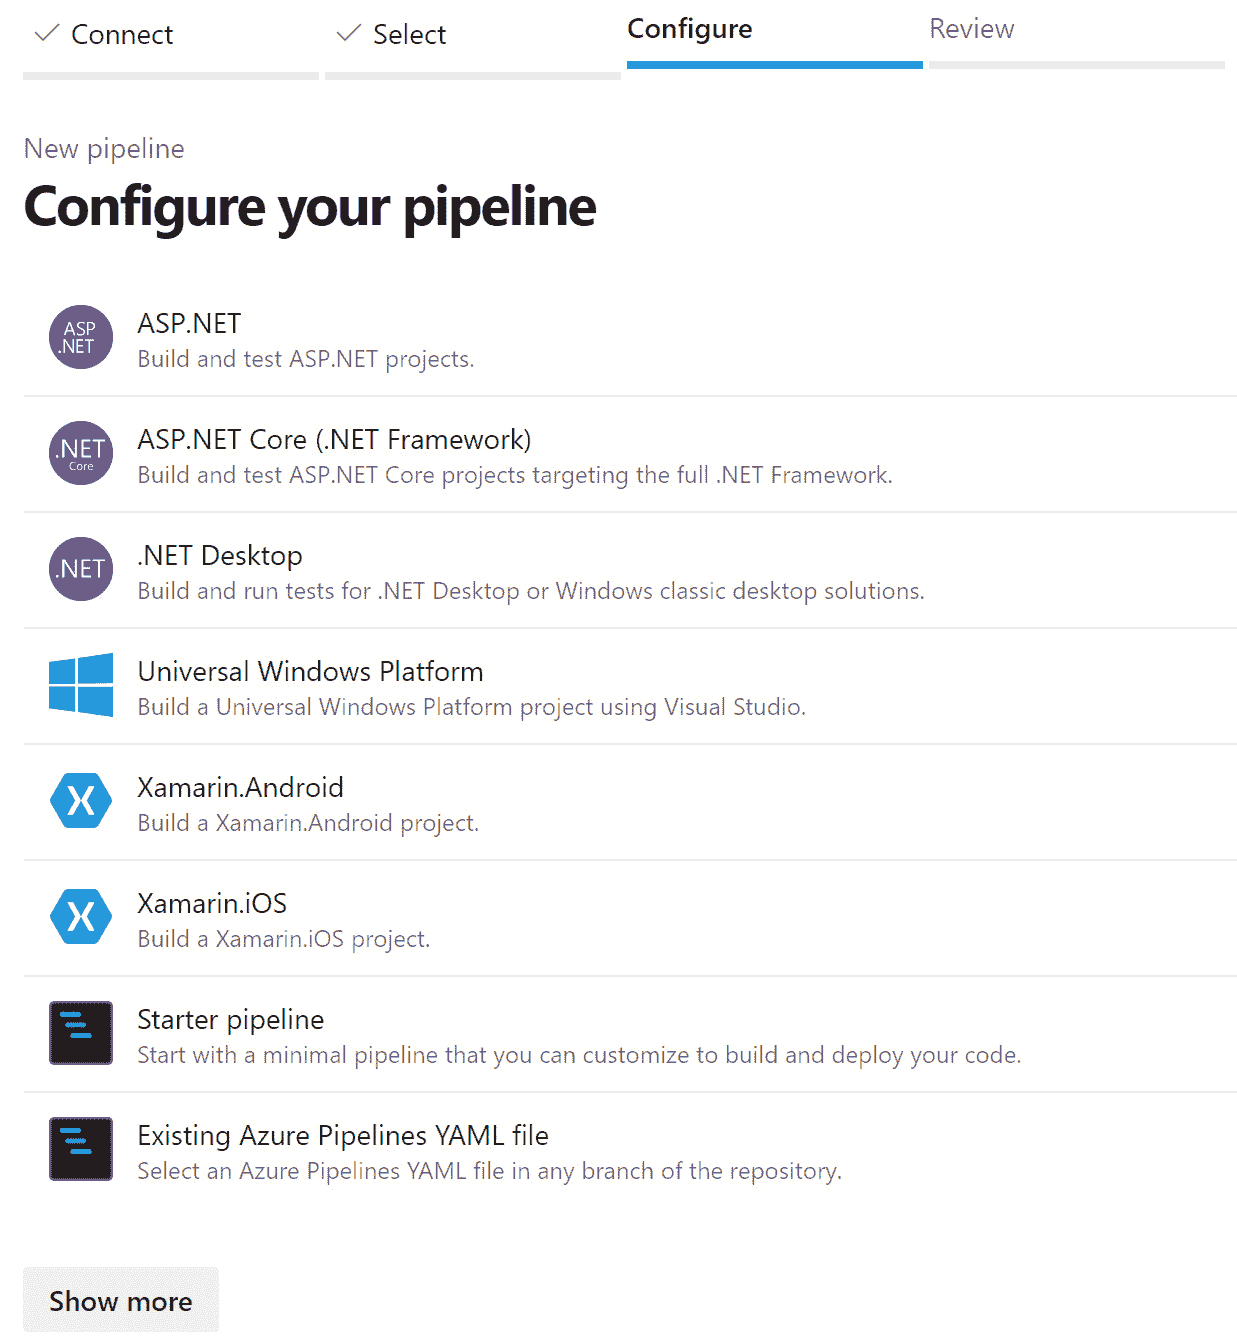 Connect
Select
Configure
Review
New pipeline
Configure your pipeline
ASP
.NET
ASP.NET
Build and test ASP.NET projects.
.NET
Core
ASP.NET Core (.NET Framework)
Build and test ASP.NET Core projects targeting the full .NET Framework.
.NET
.NET Desktop
Build and run tests for .NET Desktop or Windows classic desktop solutions.
Universal Windows Platform
Build a Universal Windows Platform project using Visual Studio.
X
Xamarin.Android
Build a Xamarin.Android project.
X
Xamarin.iOS
Build a Xamarin.iOS project.
Starter pipeline
Start with a minimal pipeline that you can customize to build and deploy your code.
Existing Azure Pipelines YAML file
Select an Azure Pipelines YAML file in any branch of the repository.
Show more